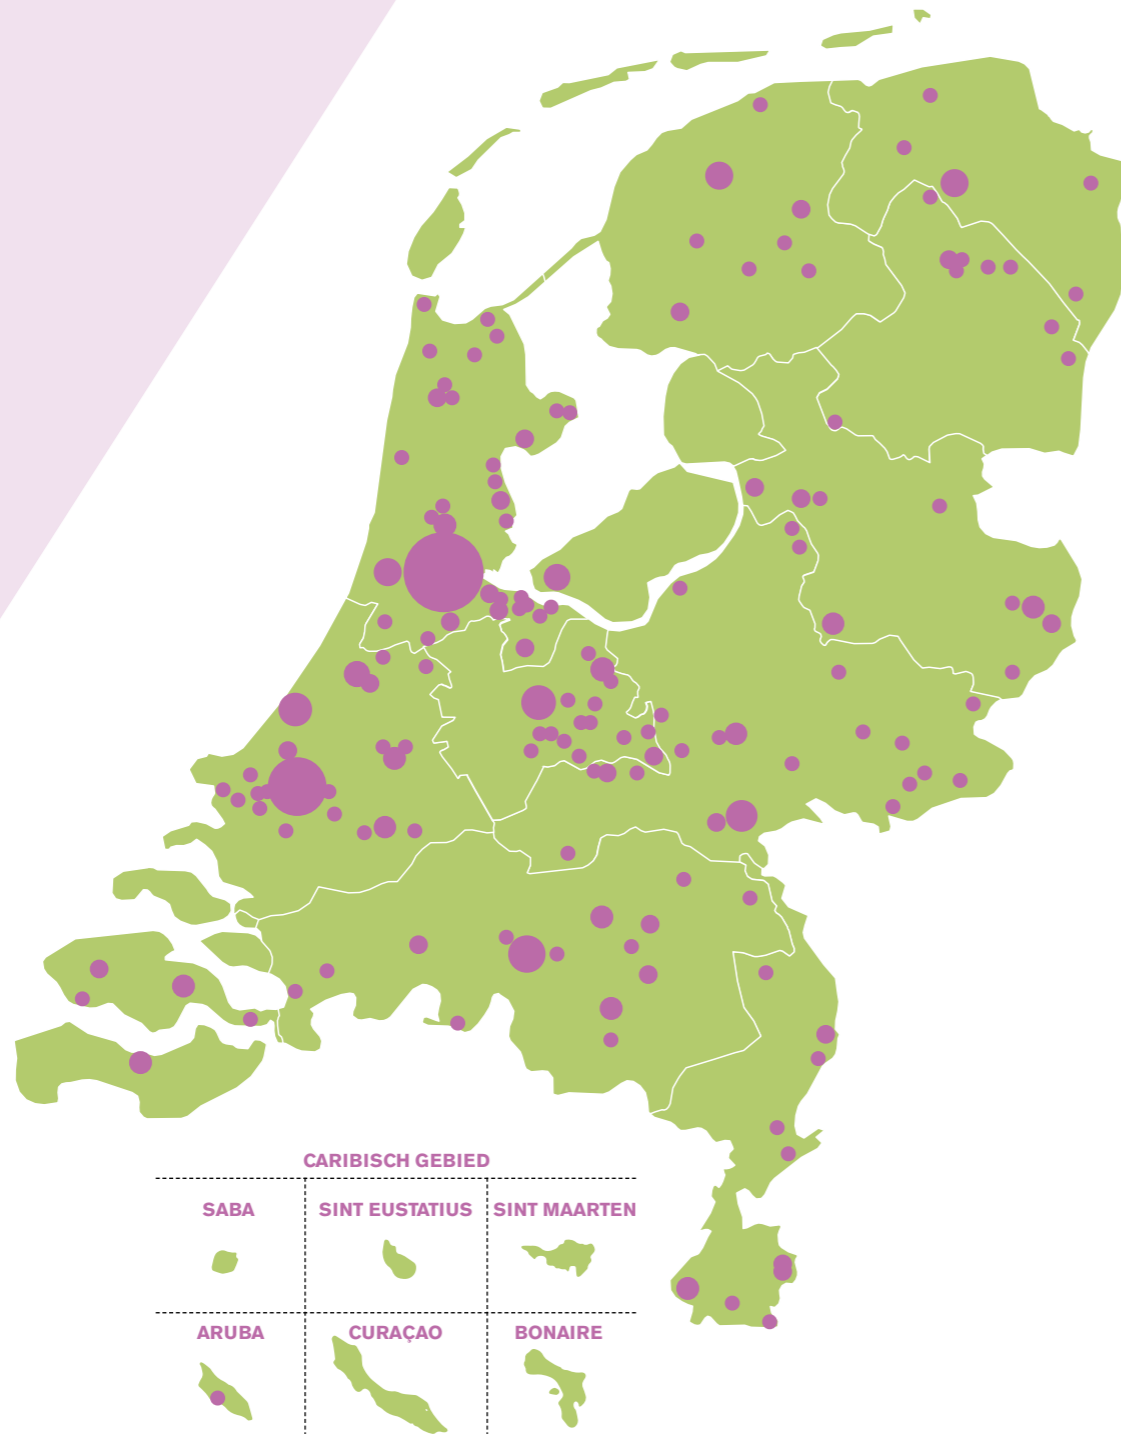 CARIBISCH GEBIED
SABA
SINT EUSTATIUS
SINT MAARTEN
ARUBA
CURAÇAO
BONAIRE